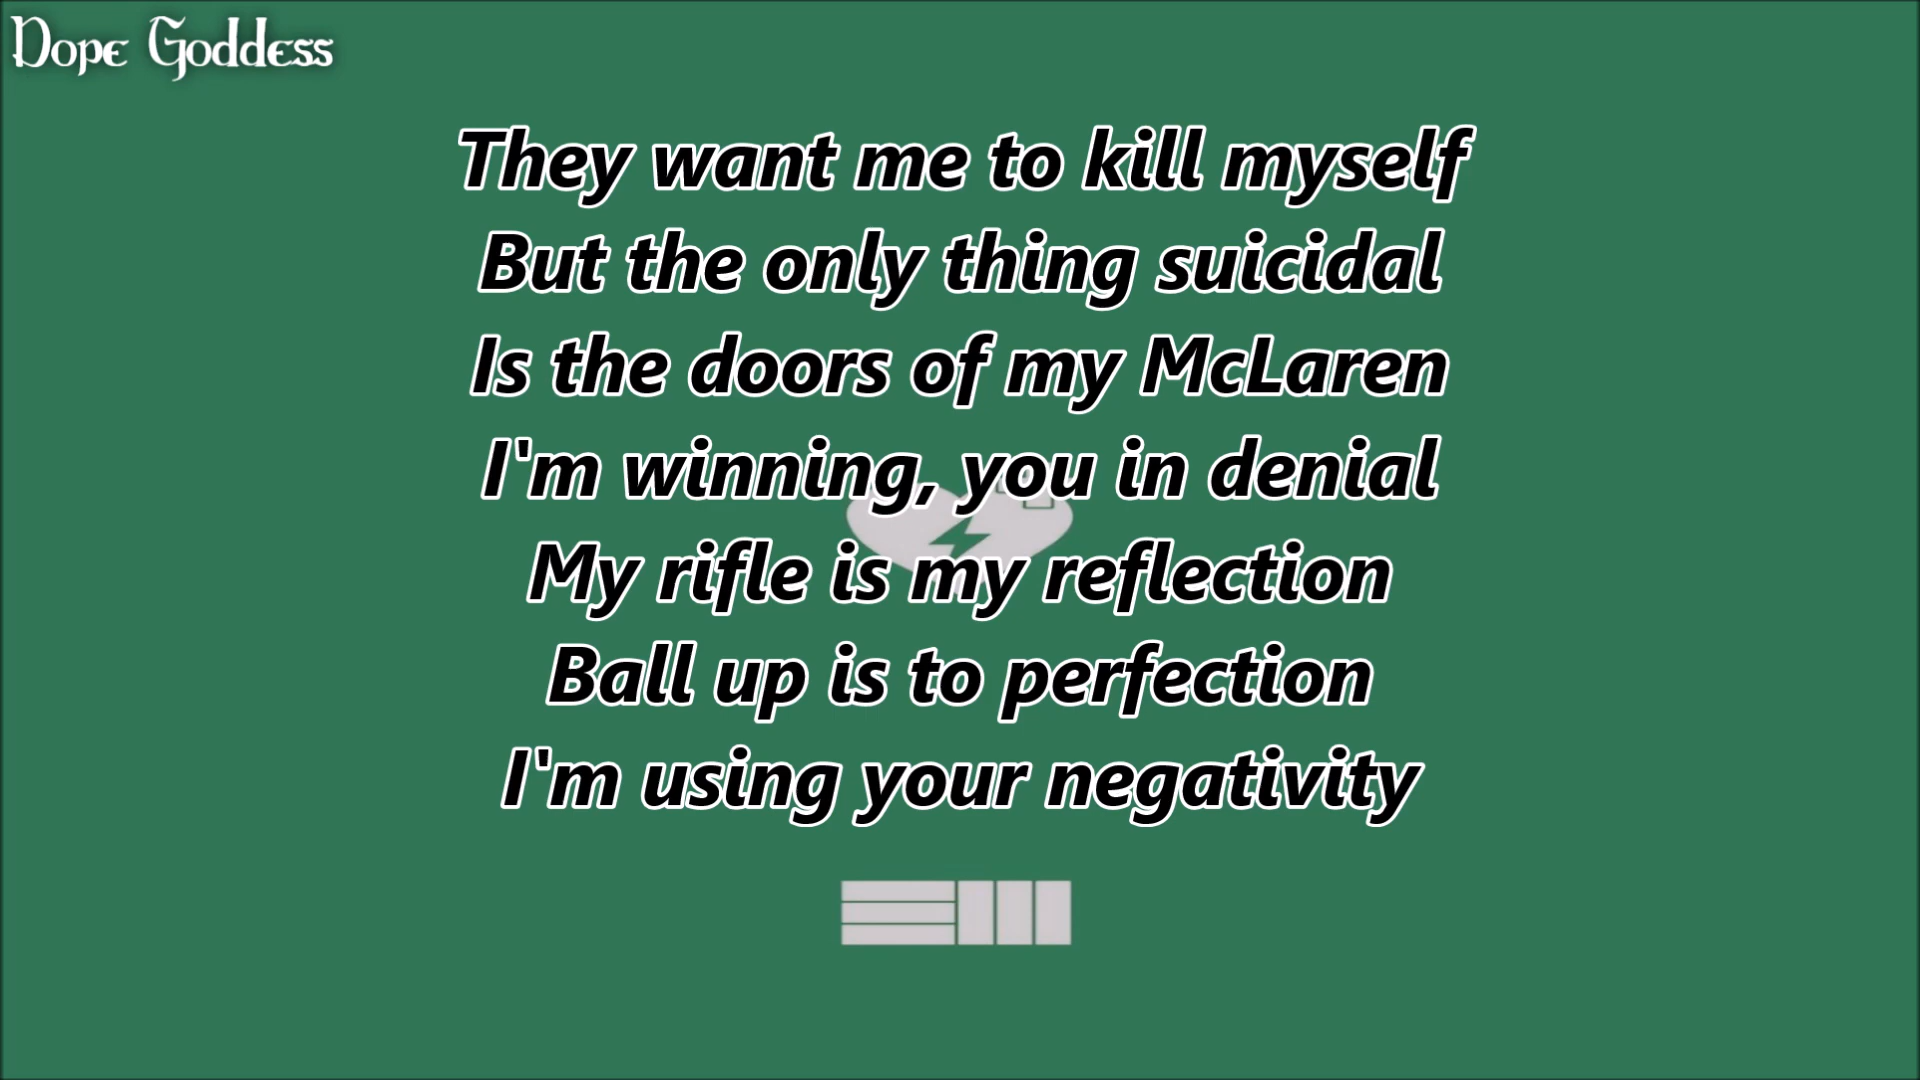 Dope Goddess
They want me to kill myself
But the only thing suicidal
Is the doors of my McLaren
I'm winning, you in denial
My rifle is my reflection
Ball up is to perfection
I'm using your negativity